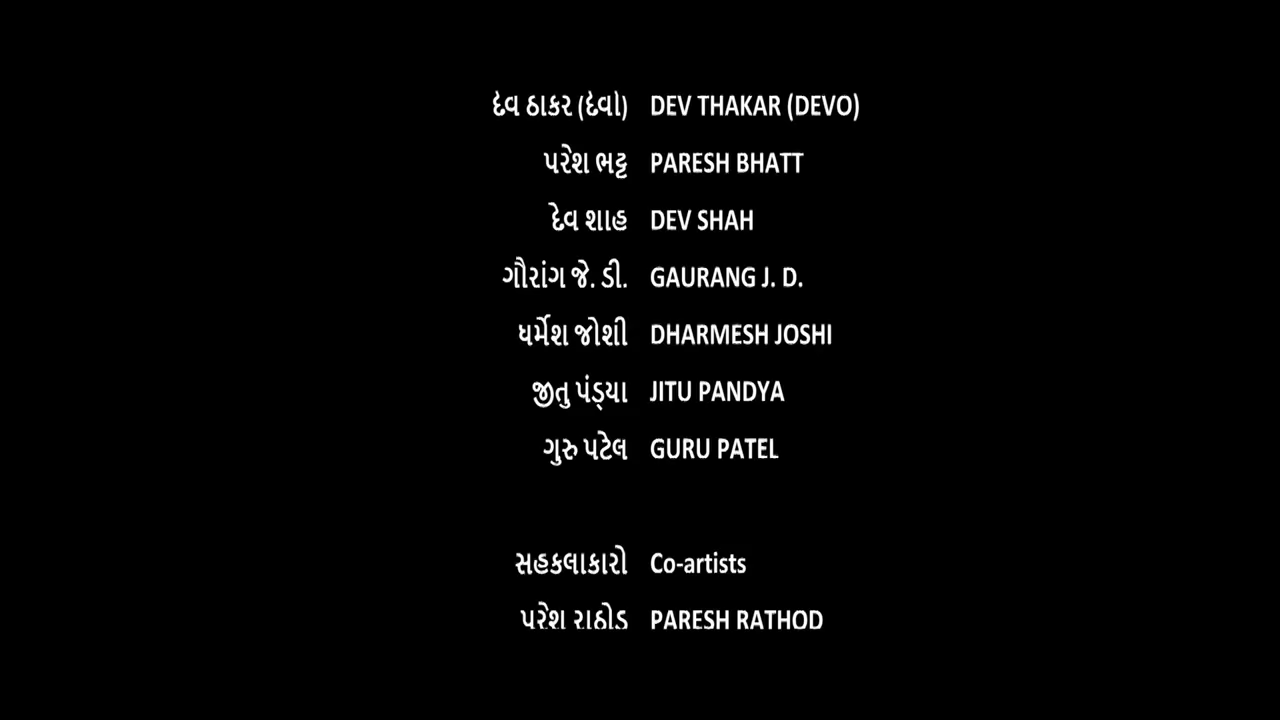 દેવ ઠાકર (દેવો) DEV THAKAR (DEVO)
પરેશ ભટ્ટ PARESH BHATT
દેવ શાહ DEV SHAH
ગૌરાંગ જે. ડી. GAURANG J. D.
ધર્મેશ જોશી DHARMESH JOSHI
જીતુ પંડ્યા JITU PANDYA
ગુરુ પટેલ GURU PATEL
સહકલાકારો Co-artists
પરેશ રાઠોડ PARESH RATHOD